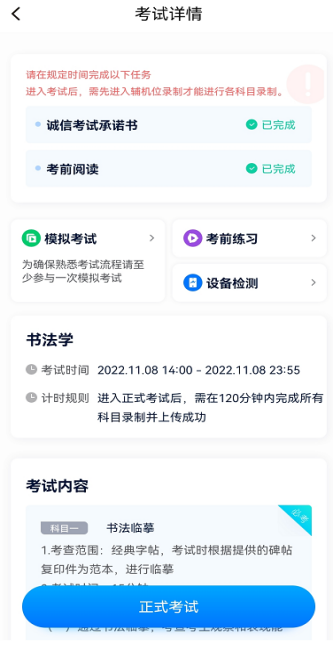 考试详情
请在规定时间完成以下任务
进入考试后，需先进入辅机位录制才能进行各科目录制。
诚信考试承诺书 已完成
考前阅读 已完成
模拟考试
为确保熟悉考试流程请至
少参与一次模拟考试
考前练习
设备检测
书法学
考试时间 2022.11.08 14:00 - 2022.11.08 23:55
计时规则 进入正式考试后，需在120分钟内完成所有
科目录制并上传成功
考试内容
必考
科目一 书法临摹
1.考查范围：经典字帖，考试时根据提供的碑帖
复印件为范本，进行临摹
正式考试